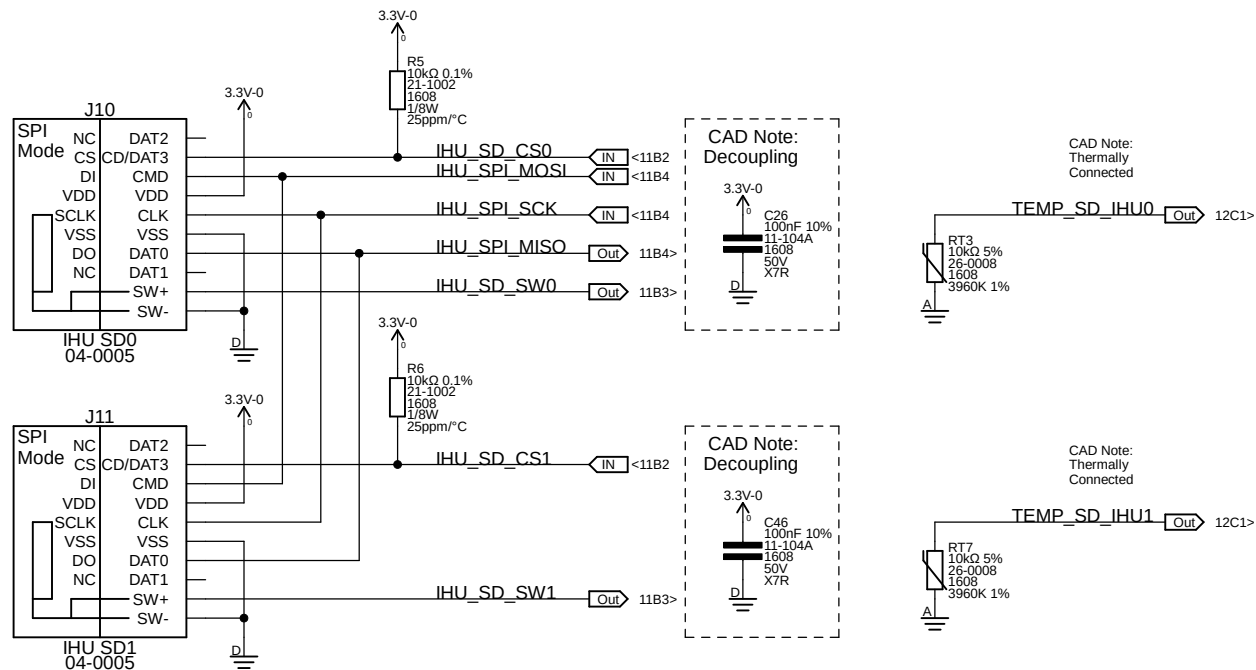 3.3V-0
0
R5
10kΩ 0.1%
21-1002
1608
1/8W
25ppm/°C
3.3V-0
0
J10
SPI
Mode
NC DAT2
CS CD/DAT3
DI CMD
VDD VDD
SCLK CLK
VSS VSS
DO DAT0
NC DAT1
SW+
SW-
IHU SD0
04-0005
D
IHU_SD_CS0 IN <11B2
IHU_SPI_MOSI IN <11B4
IHU_SPI_SCK IN <11B4
IHU_SPI_MISO Out 11B4>
IHU_SD_SW0 Out 11B3>
CAD Note:
Decoupling
3.3V-0
0
C26
100nF 10%
11-104A
1608
50V
X7R
D
CAD Note:
Thermally
Connected
TEMP_SD_IHU0 Out 12C1>
RT3
10kΩ 5%
26-0008
1608
3960K 1%
A
3.3V-0
0
R6
10kΩ 0.1%
21-1002
1608
1/8W
25ppm/°C
3.3V-0
0
J11
SPI
Mode
NC DAT2
CS CD/DAT3
DI CMD
VDD VDD
SCLK CLK
VSS VSS
DO DAT0
NC DAT1
SW+
SW-
IHU SD1
04-0005
D
IHU_SD_CS1 IN <11B2
IHU_SD_SW1 Out 11B3>
CAD Note:
Decoupling
3.3V-0
0
C46
100nF 10%
11-104A
1608
50V
X7R
D
CAD Note:
Thermally
Connected
TEMP_SD_IHU1 Out 12C1>
RT7
10kΩ 5%
26-0008
1608
3960K 1%
A